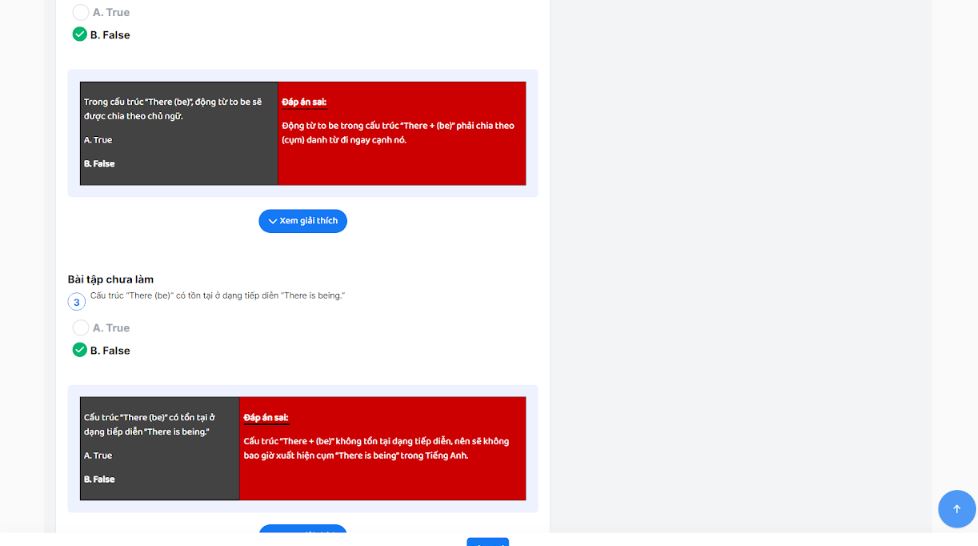 A. True
B. False
Trong cấu trúc "There (be)", động từ to be sẽ
được chia theo chủ ngữ.
A. True
B. False
Đáp án sai:
Động từ to be trong cấu trúc "There + (be)" phải chia theo
(cụm) danh từ đi ngay cạnh nó.
Xem giải thích
Bài tập chưa làm
3
Cấu trúc "There (be)" có tồn tại ở dạng tiếp diễn "There is being."
A. True
B. False
Cấu trúc "There (be)" có tồn tại ở
dạng tiếp diễn "There is being."
A. True
B. False
Đáp án sai:
Cấu trúc "There + (be)" không tồn tại dạng tiếp diễn, nên sẽ không
bao giờ xuất hiện cụm "There is being" trong Tiếng Anh.